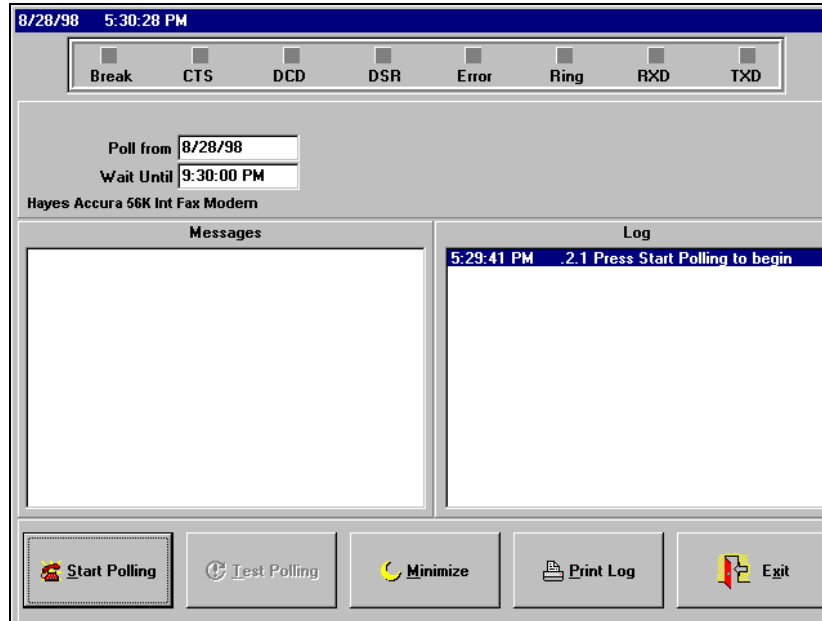 8/28/98 5:30:28 PM
Break CTS DCD DSR Error Ring RXD TXD
Poll from 8/28/98
Wait Until 9:30:00 PM
Hayes Accura 56K Int Fax Modem
Messages Log
5:29:41 PM .2.1 Press Start Polling to begin
Start Polling Test Polling Minimize Print Log Exit